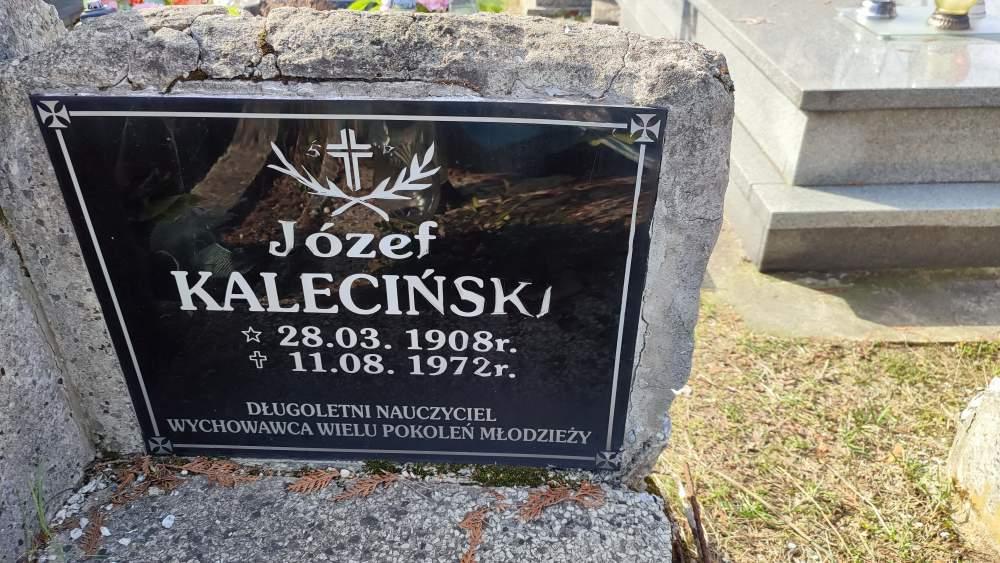 Ś P
Józef
KALECIŃSKI
28.03. 1908r.
11.08. 1972r.
DŁUGOLETNI NAUCZYCIEL
WYCHOWAWCA WIELU POKOLEŃ MŁODZIEŻY